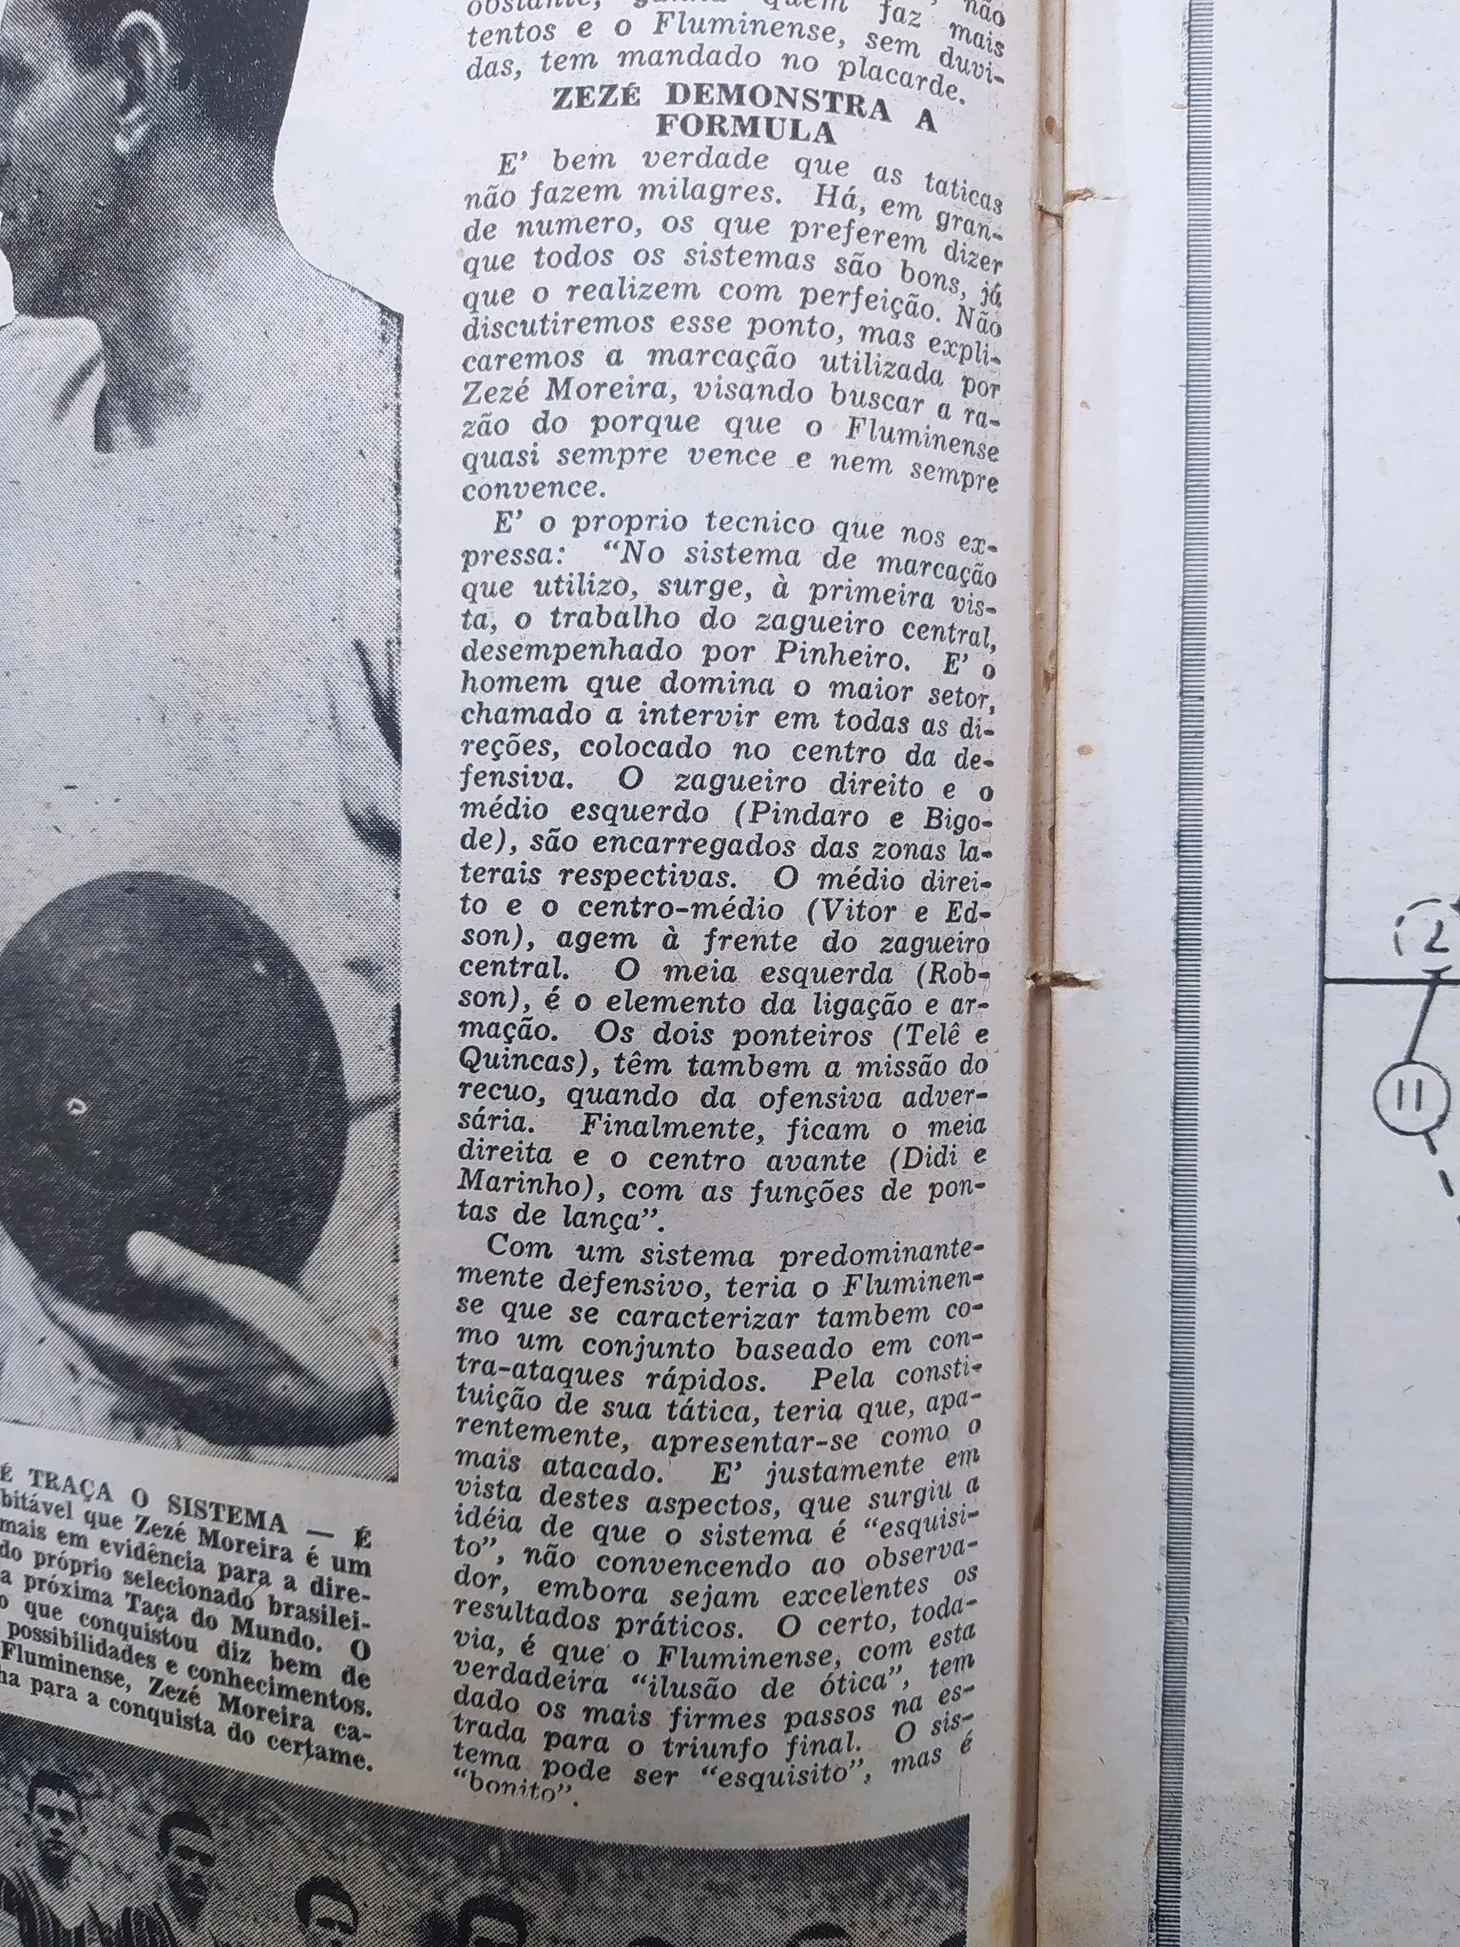 obstante, quem faz mais
tentos e o Fluminense, sem duvi-
das, tem mandado no placarde.
ZEZÉ DEMONSTRA A
FORMULA
E' bem verdade que as taticas
não fazem milagres. Há, em gran-
de numero, os que preferem dizer
que todos os sistemas são bons, já
que o realizem com perfeição. Não
discutiremos esse ponto, mas expli-
caremos a marcação utilizada por
Zezé Moreira, visando buscar a ra-
zão do porque que o Fluminense
quasi sempre vence e nem sempre
convence.
E' o proprio tecnico que nos ex-
pressa: "No sistema de marcação
que utilizo, surge, à primeira vis-
ta, o trabalho do zagueiro central,
desempenhado por Pinheiro. E' o
homem que domina o maior setor,
chamado a intervir em todas as di-
reções, colocado no centro da de-
fensiva. O zagueiro direito e o
médio esquerdo (Pindaro e Bigo-
de), são encarregados das zonas la-
terais respectivas. O médio direi-
to e o centro-médio (Vitor e Ed-
son), agem à frente do zagueiro
central. O meia esquerda (Rob-
son), é o elemento da ligação e ar-
mação. Os dois ponteiros (Telê e
Quincas), têm tambem a missão do
recuo, quando da ofensiva adver-
sária. Finalmente, ficam o meia
direita e o centro avante (Didi e
Marinho), com as funções de pon-
tas de lança".
Com um sistema predominante-
mente defensivo, teria o Fluminen-
se que se caracterizar tambem co-
mo um conjunto baseado em con-
tra-ataques rápidos. Pela consti-
tuição de sua tática, teria que, apa-
rentemente, apresentar-se como o
mais atacado. E' justamente em
vista destes aspectos, que surgiu a
idéia de que o sistema é "esquisi-
to", não convencendo ao observa-
dor, embora sejam excelentes os
resultados práticos. O certo, toda-
via, é que o Fluminense, com esta
verdadeira "ilusão de ótica", tem
dado os mais firmes passos na es-
trada para o triunfo final. O sis-
tema pode ser "esquisito", mas é
"bonito".
É TRAÇA O SISTEMA — É
bitável que Zezé Moreira é um
mais em evidência para a dire-
do próprio selecionado brasilei-
a próxima Taça do Mundo. O
o que conquistou diz bem de
possibilidades e conhecimentos.
Fluminense, Zezé Moreira ca-
ha para a conquista do certame.
2
11